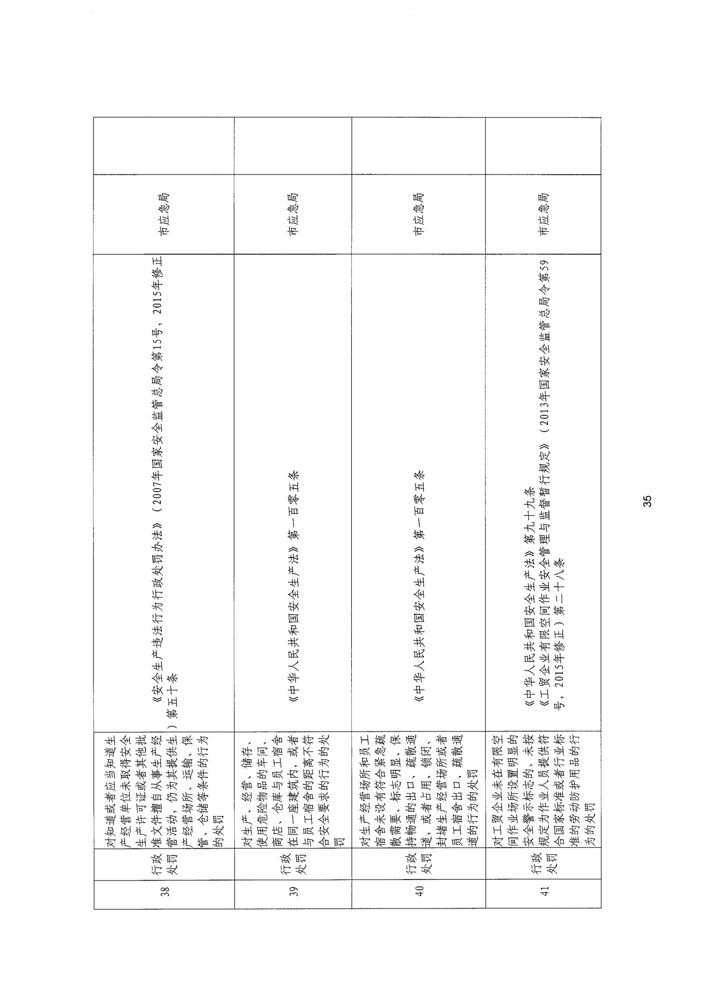 38
行政
处罚
对知道或者应当知道生
产经营单位未取得安全
生产许可证或者其他批
准文件擅自从事生产经
营活动，仍为其提供生
产经营场所、运输、保
管、仓储等条件的行为
的处罚
《安全生产违法行为行政处罚办法》（2007年国家安全监管总局令第15号，2015年修正
）第五十条
市应急局
39
行政
处罚
对生产、经营、储存、
使用危险物品的车间、
商店、仓库与员工宿舍
在同一座建筑内，或者
与员工宿舍的距离不符
合安全要求的行为的处
罚
《中华人民共和国安全生产法》第一百零五条
市应急局
40
行政
处罚
对生产经营场所和员工
宿舍未设有符合紧急疏
散需要、标志明显、保
持畅通的出口、疏散通
道，或者占用、锁闭、
封堵生产经营场所或者
员工宿舍出口、疏散通
道的行为的处罚
《中华人民共和国安全生产法》第一百零五条
市应急局
41
行政
处罚
对工贸企业未在有限空
间作业场所设置明显的
安全警示标志的、未按
规定为作业人员提供符
合国家标准或者行业标
准的劳动防护用品的行
为的处罚
《中华人民共和国安全生产法》第九十九条
《工贸企业有限空间作业安全管理与监督暂行规定》（2013年国家安全监管总局令第59
号，2015年修正）第二十八条
市应急局
35